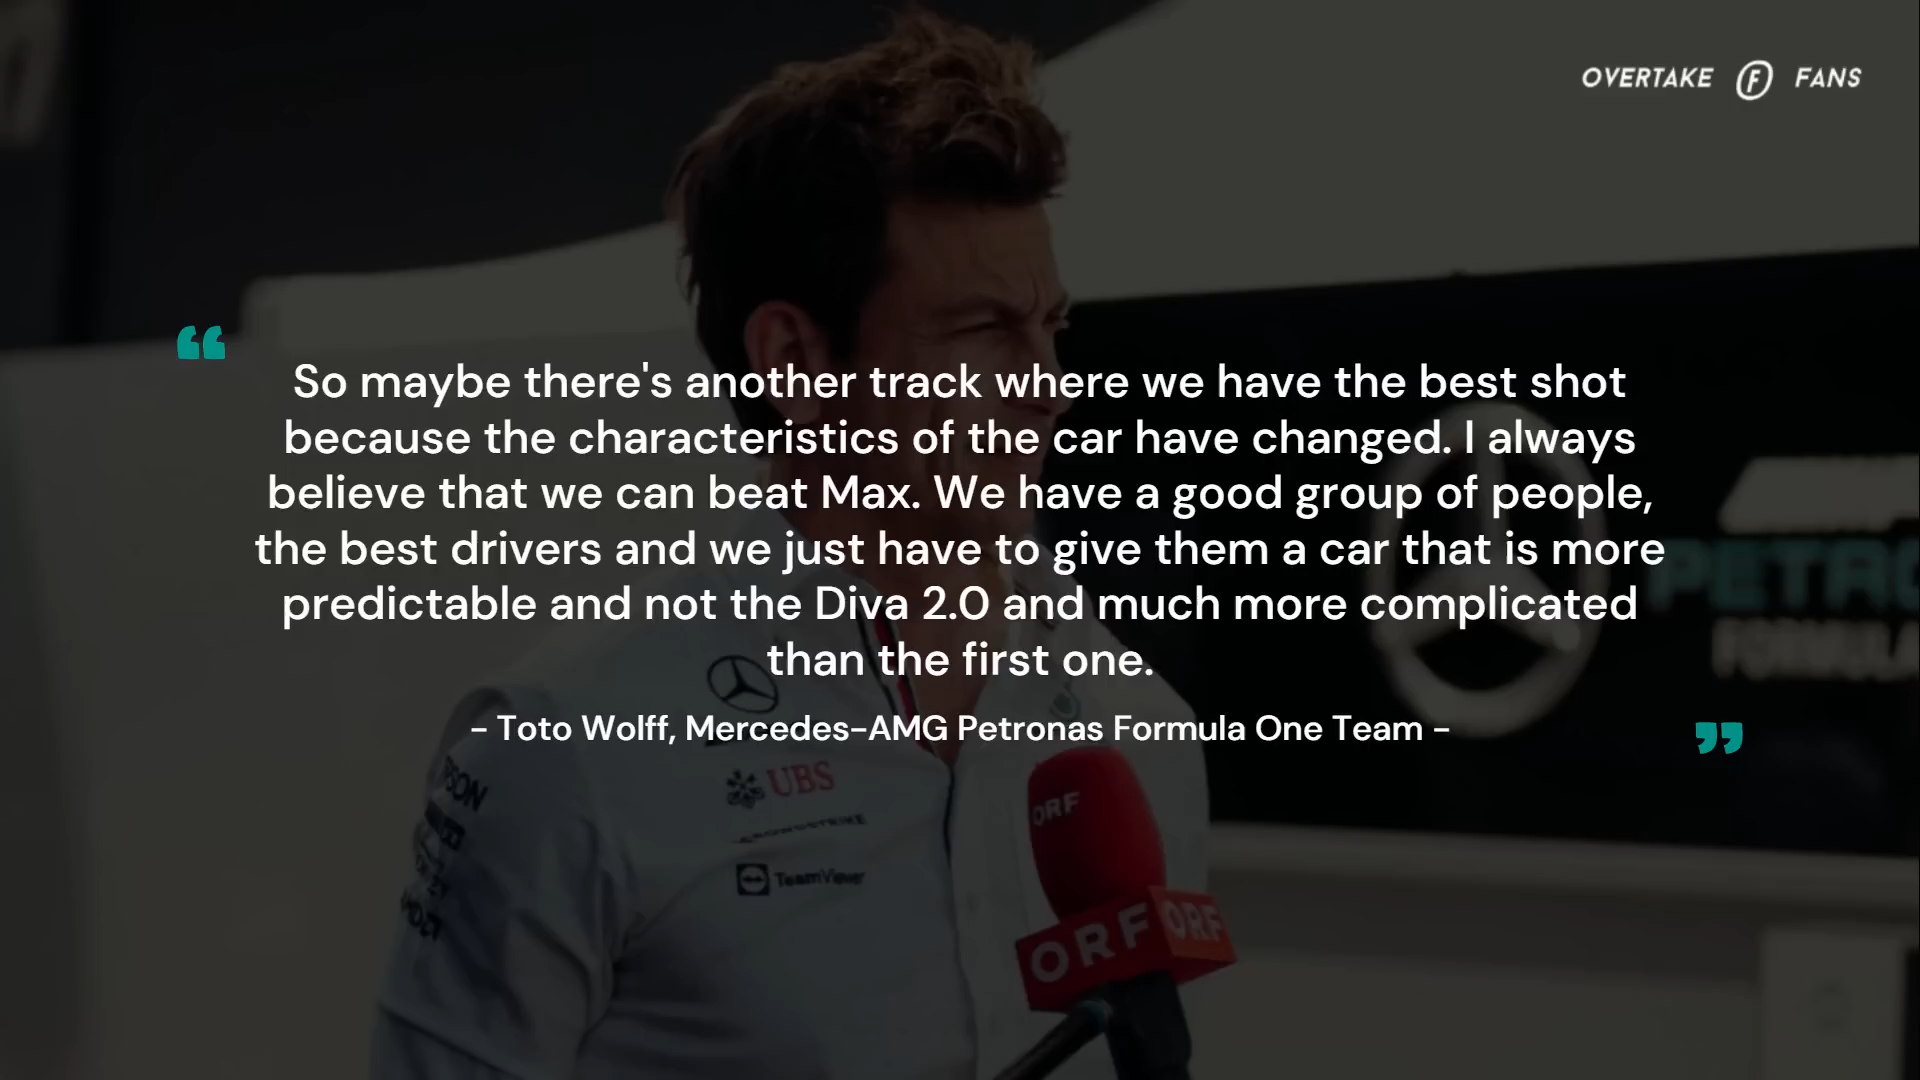 OVERTAKE F FANS
“
So maybe there's another track where we have the best shot
because the characteristics of the car have changed. I always
believe that we can beat Max. We have a good group of people,
the best drivers and we just have to give them a car that is more
predictable and not the Diva 2.0 and much more complicated
than the first one.
- Toto Wolff, Mercedes-AMG Petronas Formula One Team -
”
PETRO
FORMULA
UBS
TeamViewer
ORF
ORF ORF